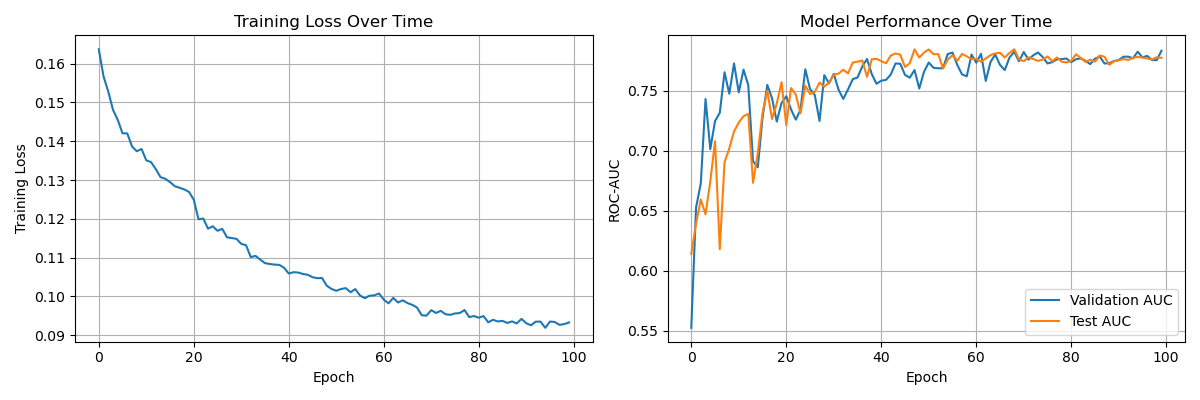 Training Loss Over Time
Training Loss
0.16
0.15
0.14
0.13
0.12
0.11
0.10
0.09
0 20 40 60 80 100
Epoch
Model Performance Over Time
ROC-AUC
0.75
0.70
0.65
0.60
0.55
Validation AUC
Test AUC
0 20 40 60 80 100
Epoch